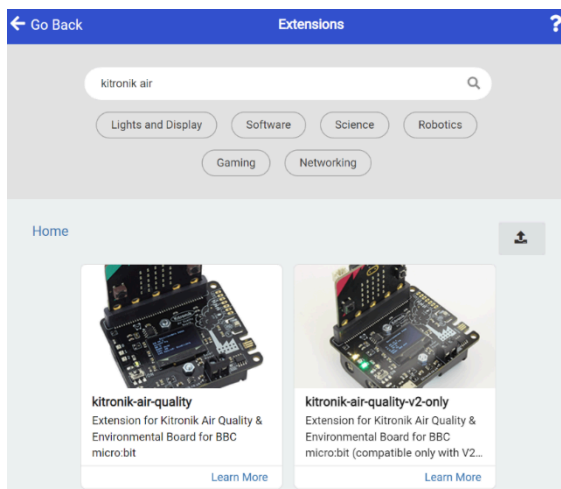 Go Back
Extensions
?
kitronik air
Lights and Display
Software
Science
Robotics
Gaming
Networking
Home
kitronik-air-quality
Extension for Kitronik Air Quality &
Environmental Board for BBC
micro:bit
Learn More
kitronik-air-quality-v2-only
Extension for Kitronik Air Quality &
Environmental Board for BBC
micro:bit (compatible only with V2...
Learn More